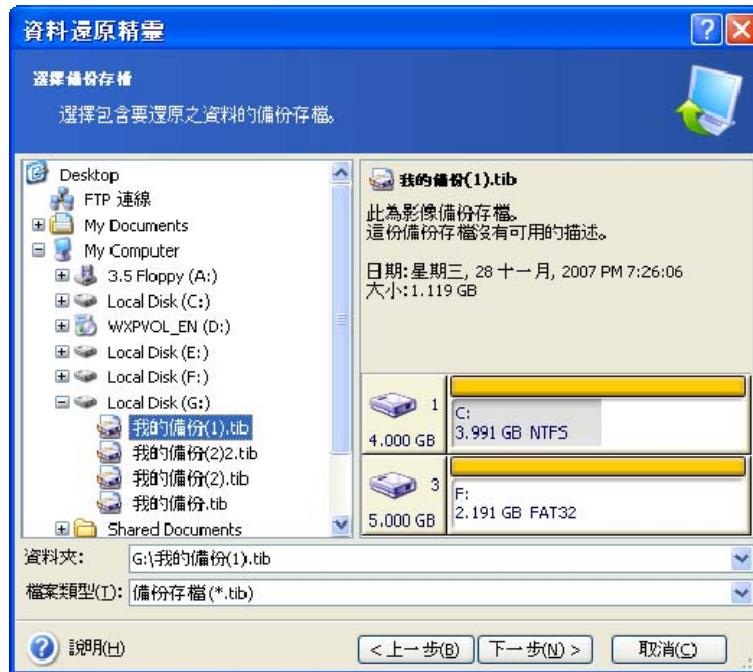 資料還原精靈
選擇備份存檔
選擇包含要還原之資料的備份存檔。
Desktop
FTP 連線
My Documents
My Computer
3.5 Floppy (A:)
Local Disk (C:)
WXPVOL_EN (D:)
Local Disk (E:)
Local Disk (F:)
Local Disk (G:)
我的備份(1).tib
我的備份(2)2.tib
我的備份(2).tib
我的備份.tib
Shared Documents
我的備份(1).tib
此為影像備份存檔。
這份備份存檔沒有可用的描述。
日期:星期三, 28 十一月, 2007 PM 7:26:06
大小:1.119 GB
1
4.000 GB
C:
3.991 GB NTFS
3
5.000 GB
F:
2.191 GB FAT32
資料夾: G:\我的備份(1).tib
檔案類型(T): 備份存檔(*.tib)
說明(H)
<上一步(B) 下一步(N) > 取消(C)